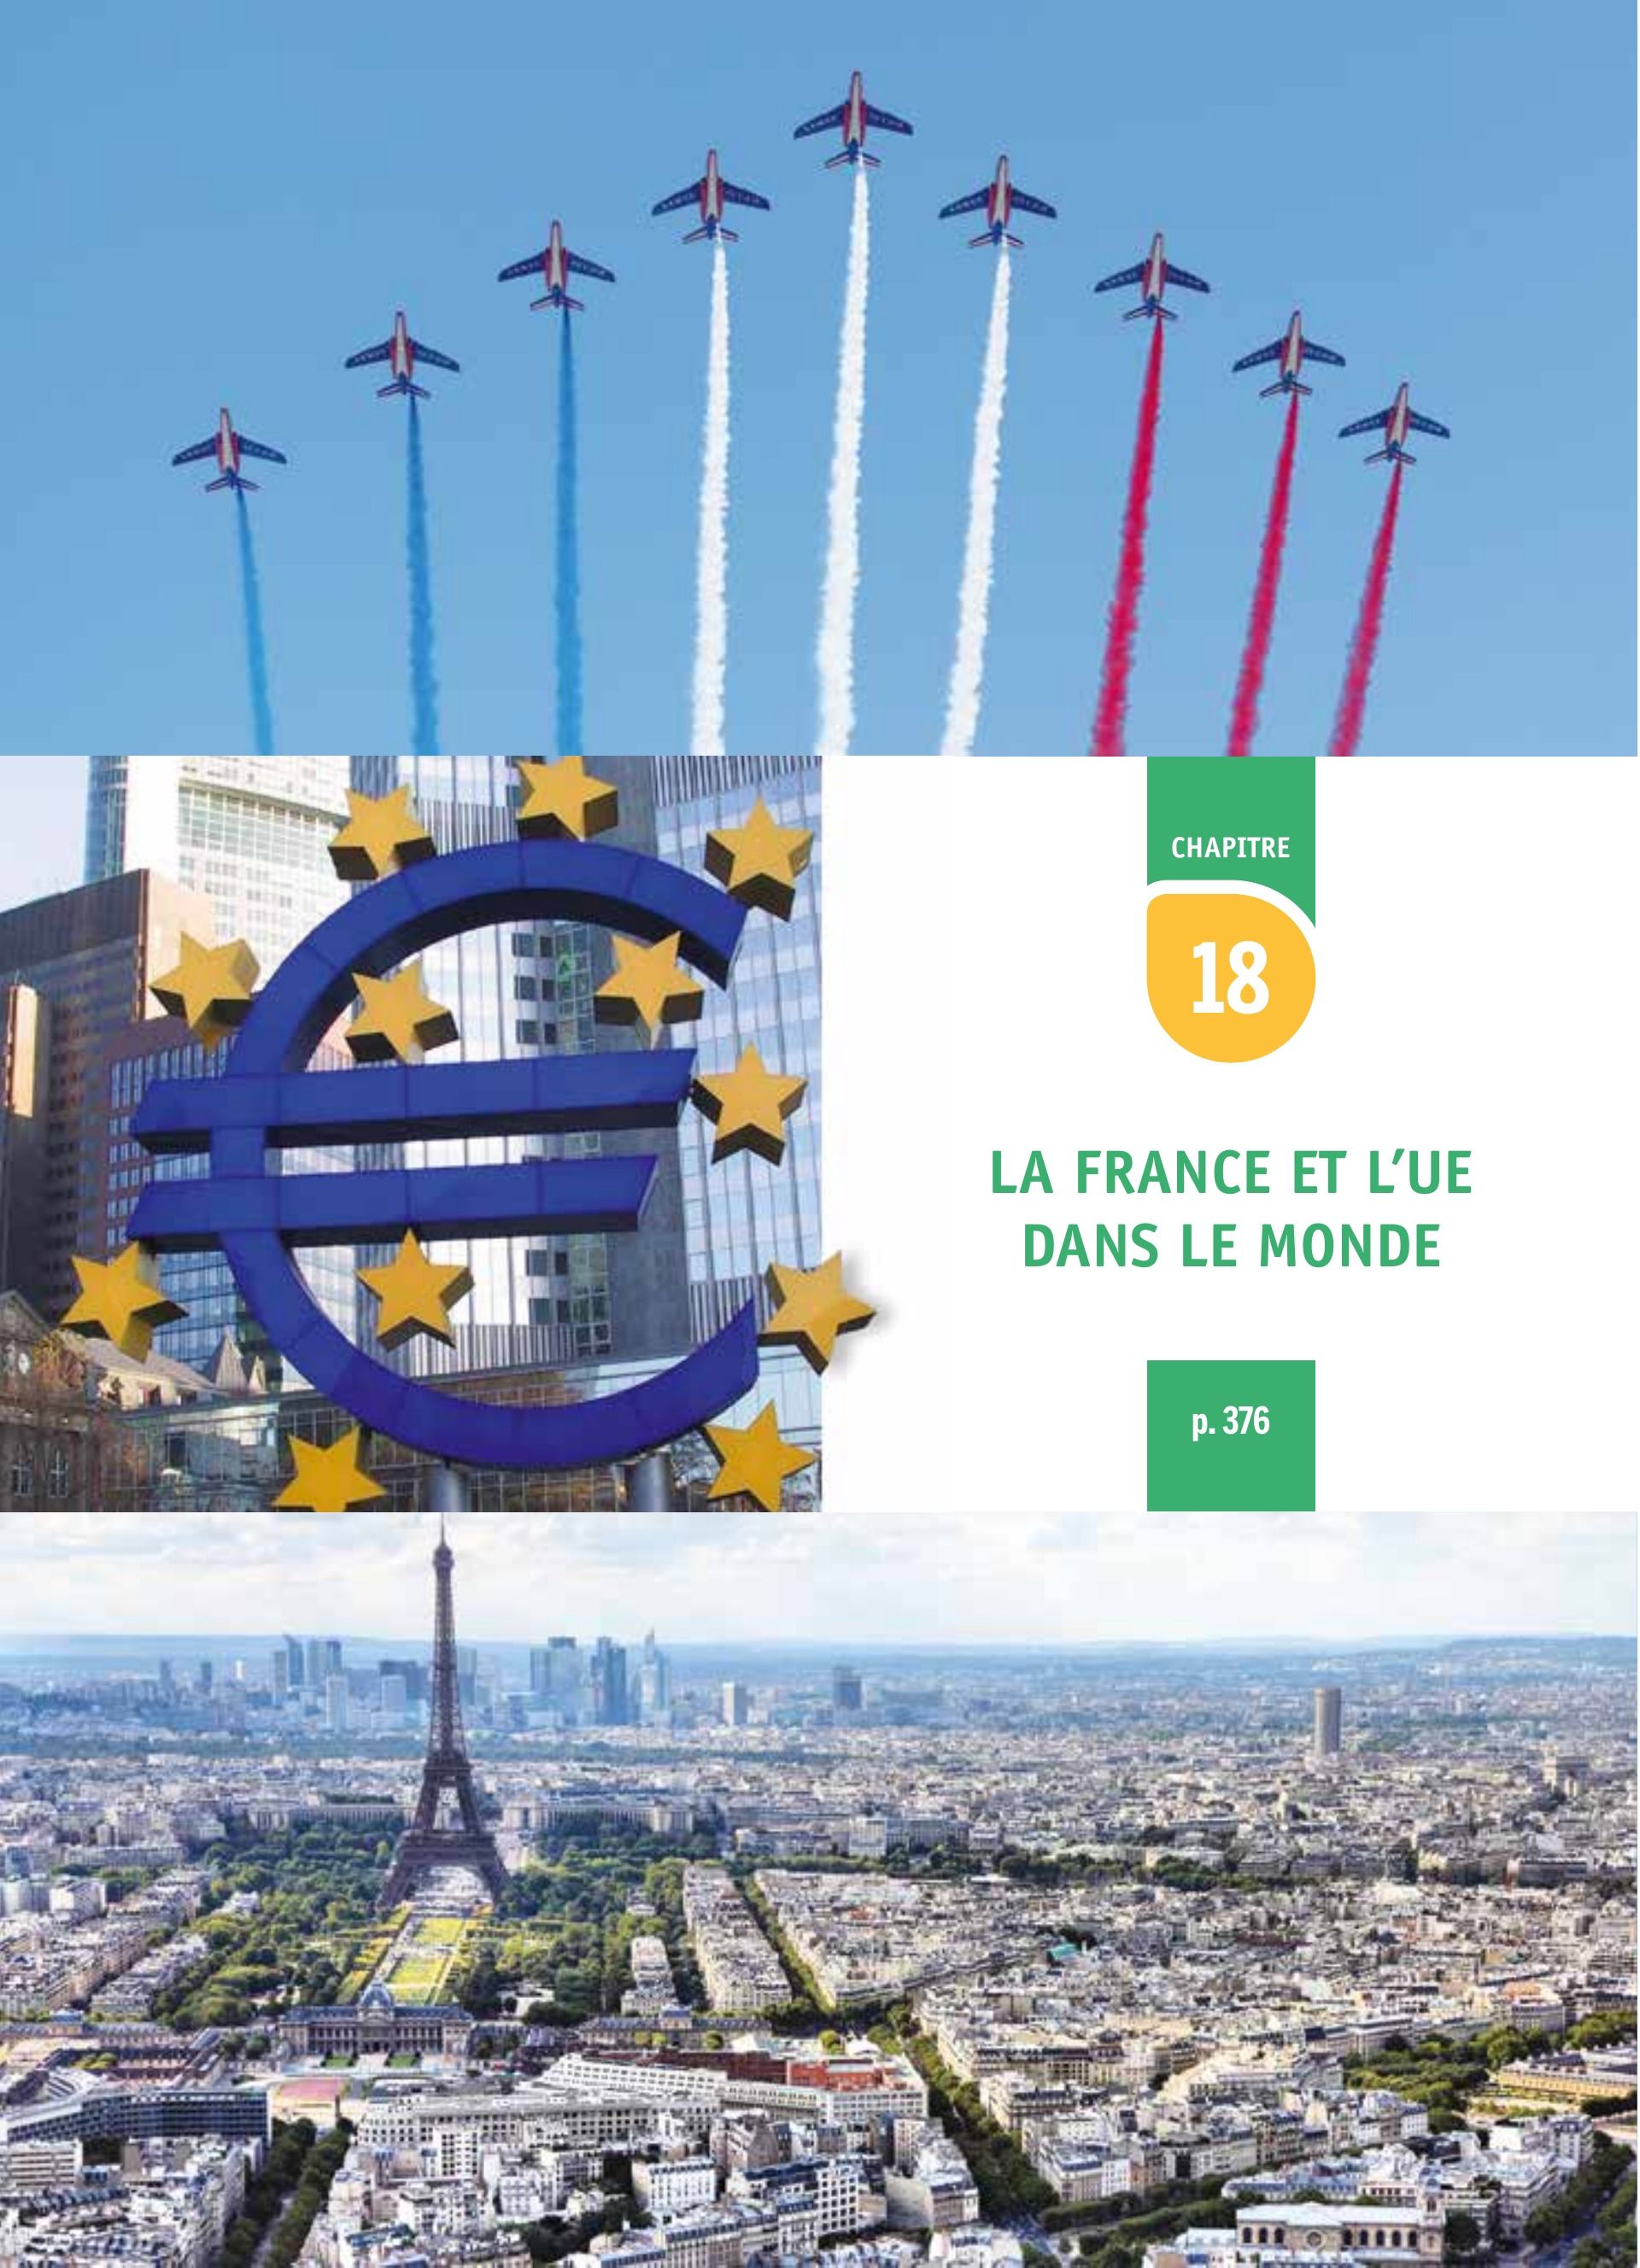 CHAPITRE
18
LA FRANCE ET L’UE
DANS LE MONDE
p. 376